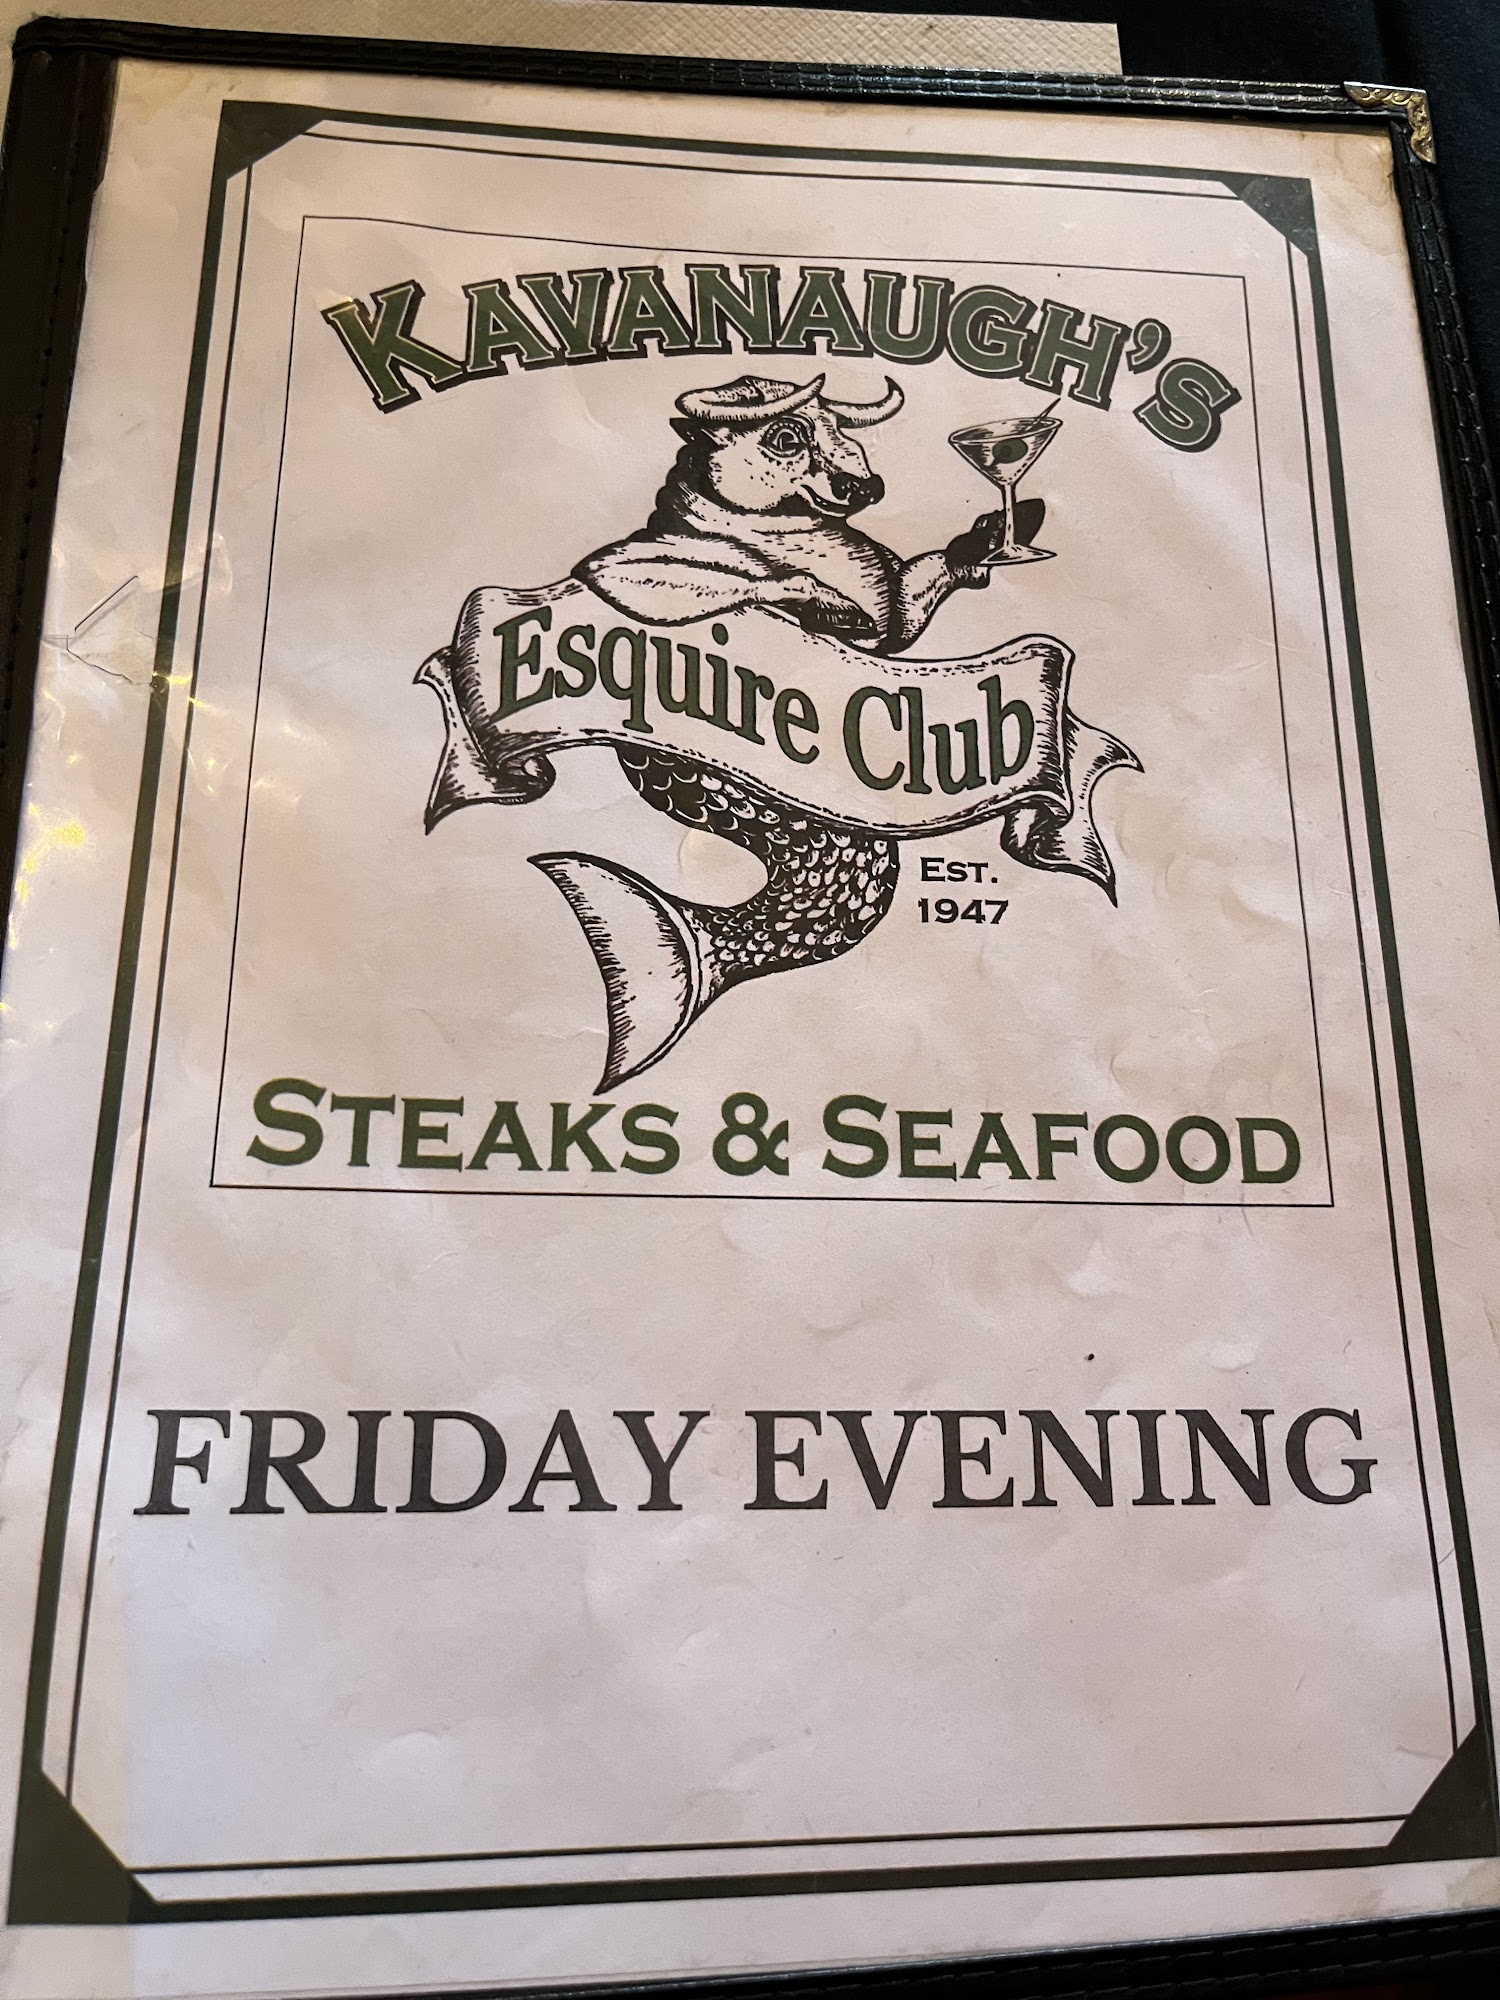 KAVANAUGH'S
Esquire Club
EST.
1947
STEAKS & SEAFOOD
FRIDAY EVENING